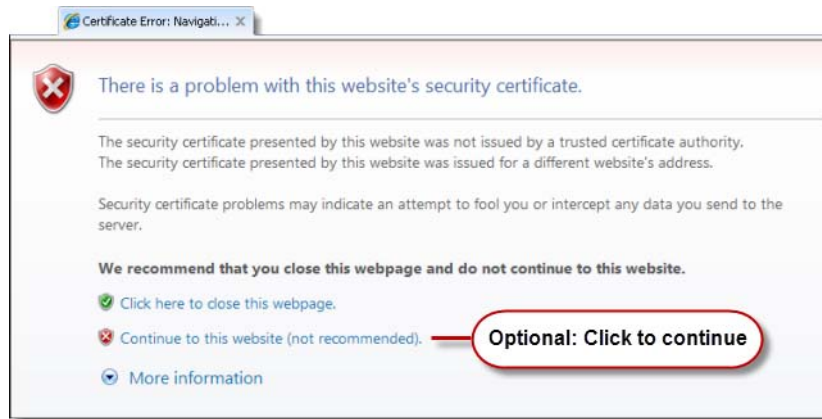 Certificate Error: Navigati...
There is a problem with this website's security certificate.
The security certificate presented by this website was not issued by a trusted certificate authority.
The security certificate presented by this website was issued for a different website's address.
Security certificate problems may indicate an attempt to fool you or intercept any data you send to the
server.
We recommend that you close this webpage and do not continue to this website.
Click here to close this webpage.
Continue to this website (not recommended).
Optional: Click to continue
More information